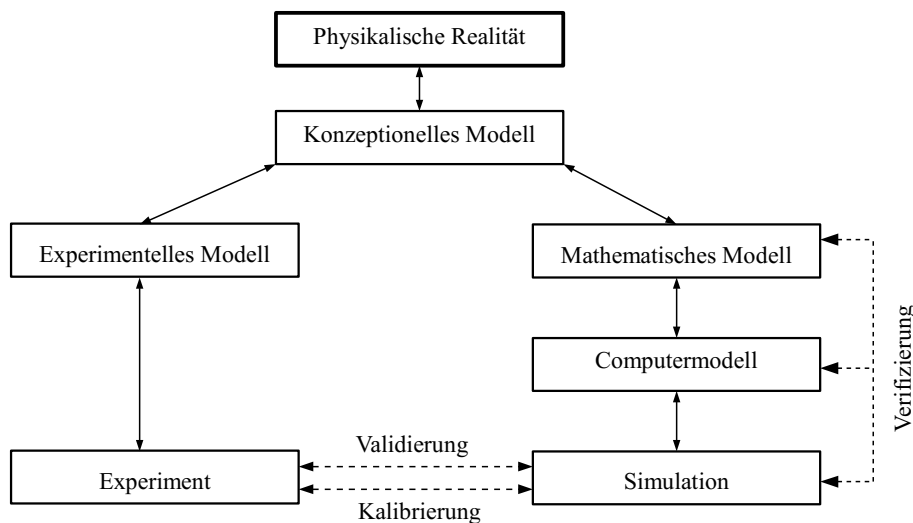 Physikalische Realität
Konzeptionelles Modell
Experimentelles Modell
Mathematisches Modell
Computermodell
Verifizierung
Validierung
Experiment
Simulation
Kalibrierung